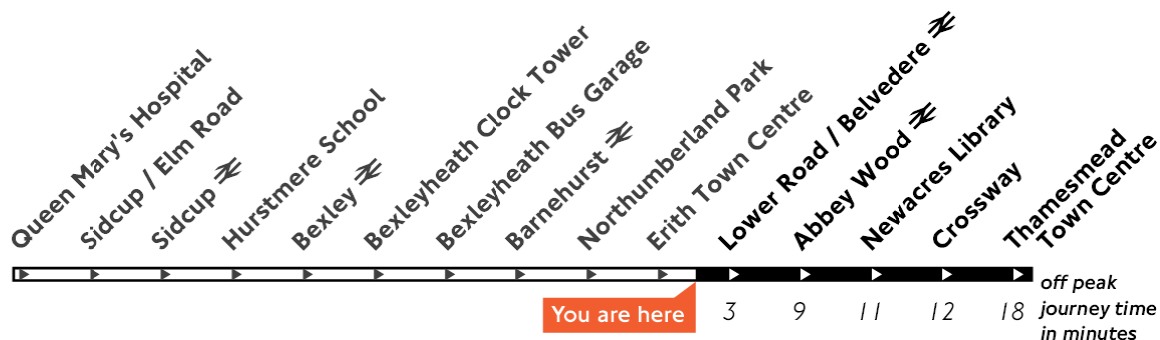 Queen Mary's Hospital
Sidcup / Elm Road
Sidcup
Hurstmere School
Bexley
Bexleyheath Clock Tower
Bexleyheath Bus Garage
Barnehurst
Northumberland Park
Erith Town Centre
Lower Road / Belvedere
Abbey Wood
Newacres Library
Crossway
Thamesmead
Town Centre
You are here
3 9 11 12 18
off peak
journey time
in minutes